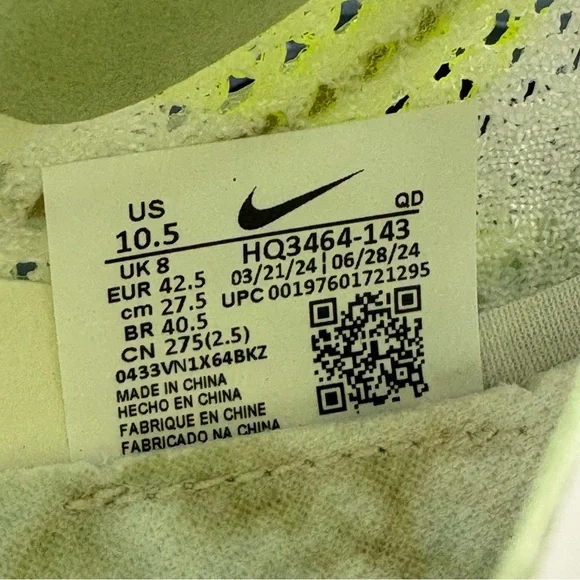 US
10.5
UK 8
EUR 42.5
cm 27.5
BR 40.5
CN 275(2.5)
0433VN1X64BKZ
MADE IN CHINA
HECHO EN CHINA
FABRIQUE EN CHINE
FABRICADO NA CHINA
QD
HQ3464-143
03/21/24 | 06/28/24
UPC 00197601721295